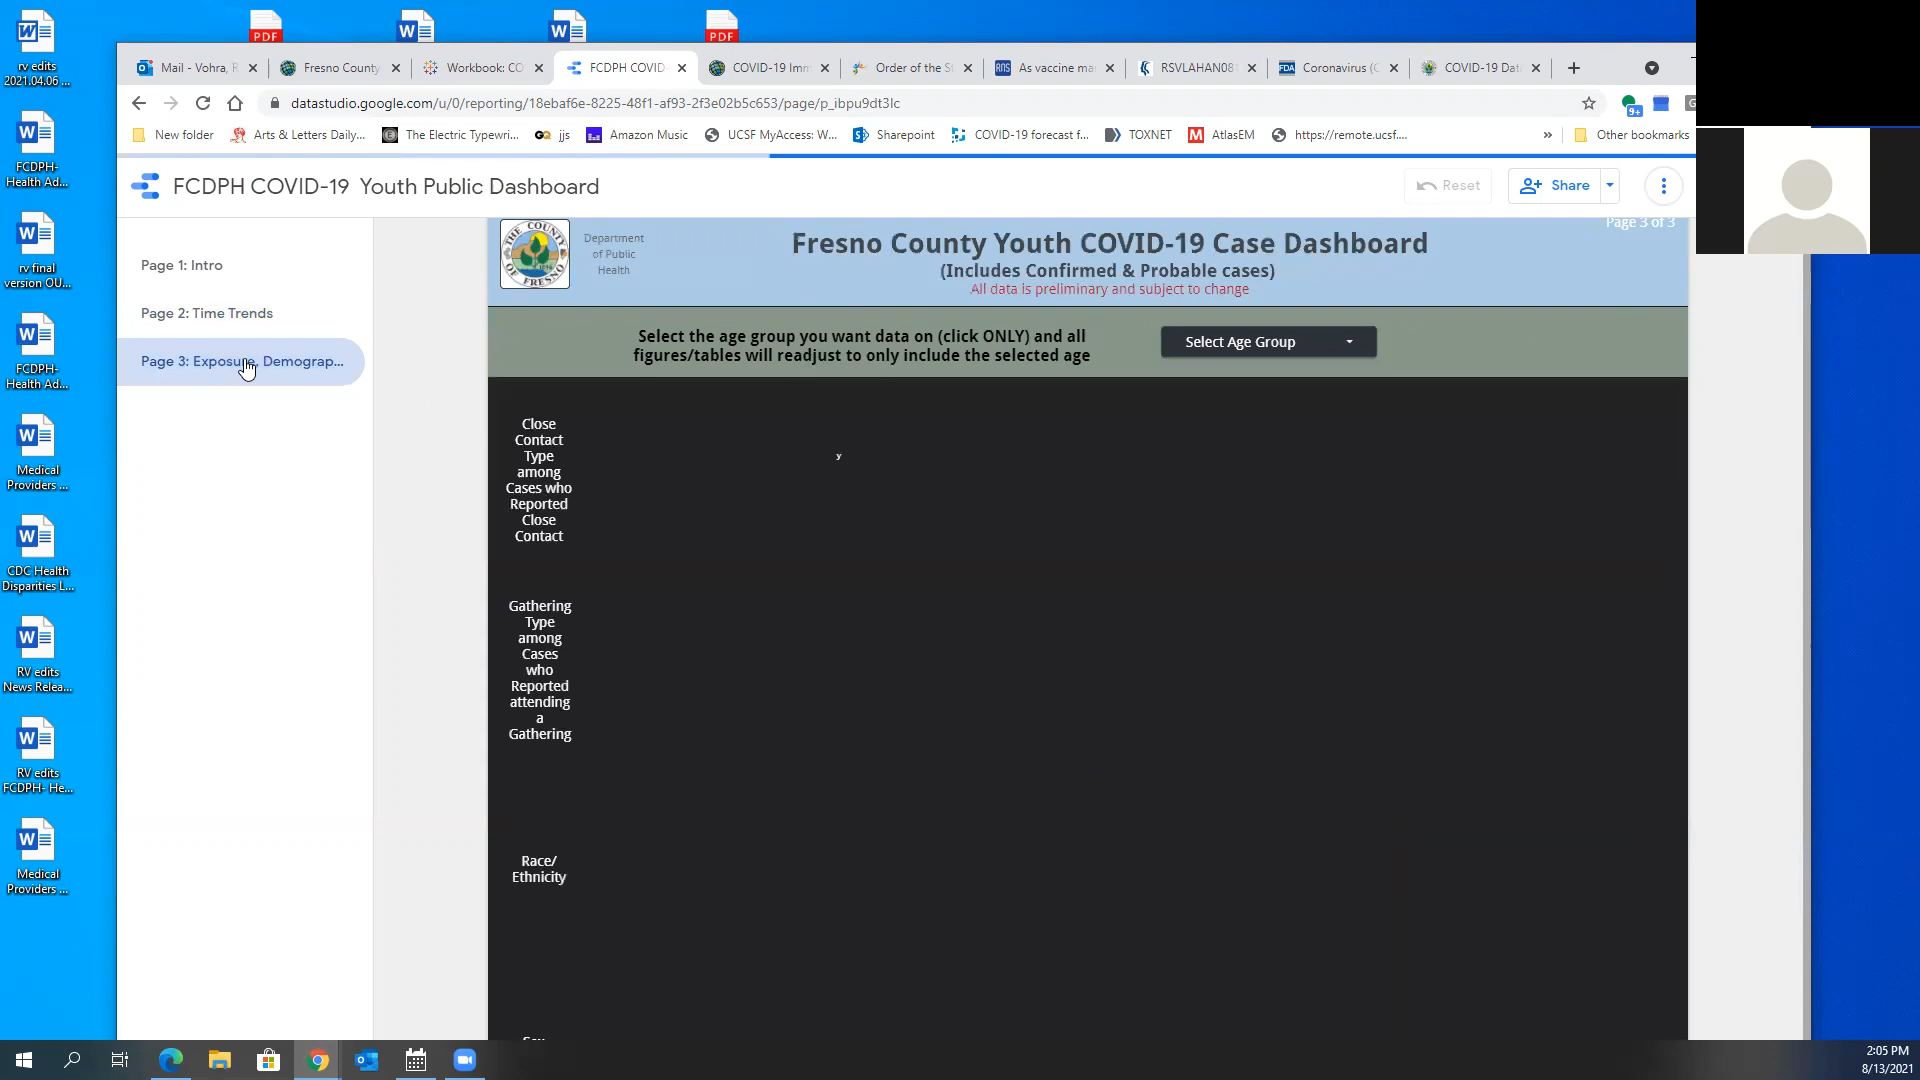 rv edits
2021.04.06 ...
FCDPH-
Health Ad...
rv final
version OU...
FCDPH-
Health Ad...
Medical
Providers ...
CDC Health
Disparities L...
RV edits
News Relea...
RV edits
FCDPH- He...
Medical
Providers ...
PDF
PDF
Mail - Vohra, R
Fresno County
Workbook: CO
FCDPH COVID-
COVID-19 Imm
Order of the S
As vaccine ma
RSVLAHAN081
Coronavirus (C
COVID-19 Dat
datastudio.google.com/u/0/reporting/18ebaf6e-8225-48f1-af93-2f3e02b5c653/page/p_ibpu9dt3lc
New folder
Arts & Letters Daily...
The Electric Typewri...
jjs
Amazon Music
UCSF MyAccess: W...
Sharepoint
COVID-19 forecast f...
TOXNET
AtlasEM
https://remote.ucsf....
Other bookmarks
FCDPH COVID-19 Youth Public Dashboard
Reset
Share
Page 1: Intro
Page 2: Time Trends
Page 3: Exposure, Demograp...
THE COUNTY
OF FRESNO
Department
of Public
Health
Fresno County Youth COVID-19 Case Dashboard
(Includes Confirmed & Probable cases)
All data is preliminary and subject to change
Page 3 of 3
Select the age group you want data on (click ONLY) and all
figures/tables will readjust to only include the selected age
Select Age Group
Close
Contact
Type
among
Cases who
Reported
Close
Contact
y
Gathering
Type
among
Cases
who
Reported
attending
a
Gathering
Race/
Ethnicity
2:05 PM
8/13/2021